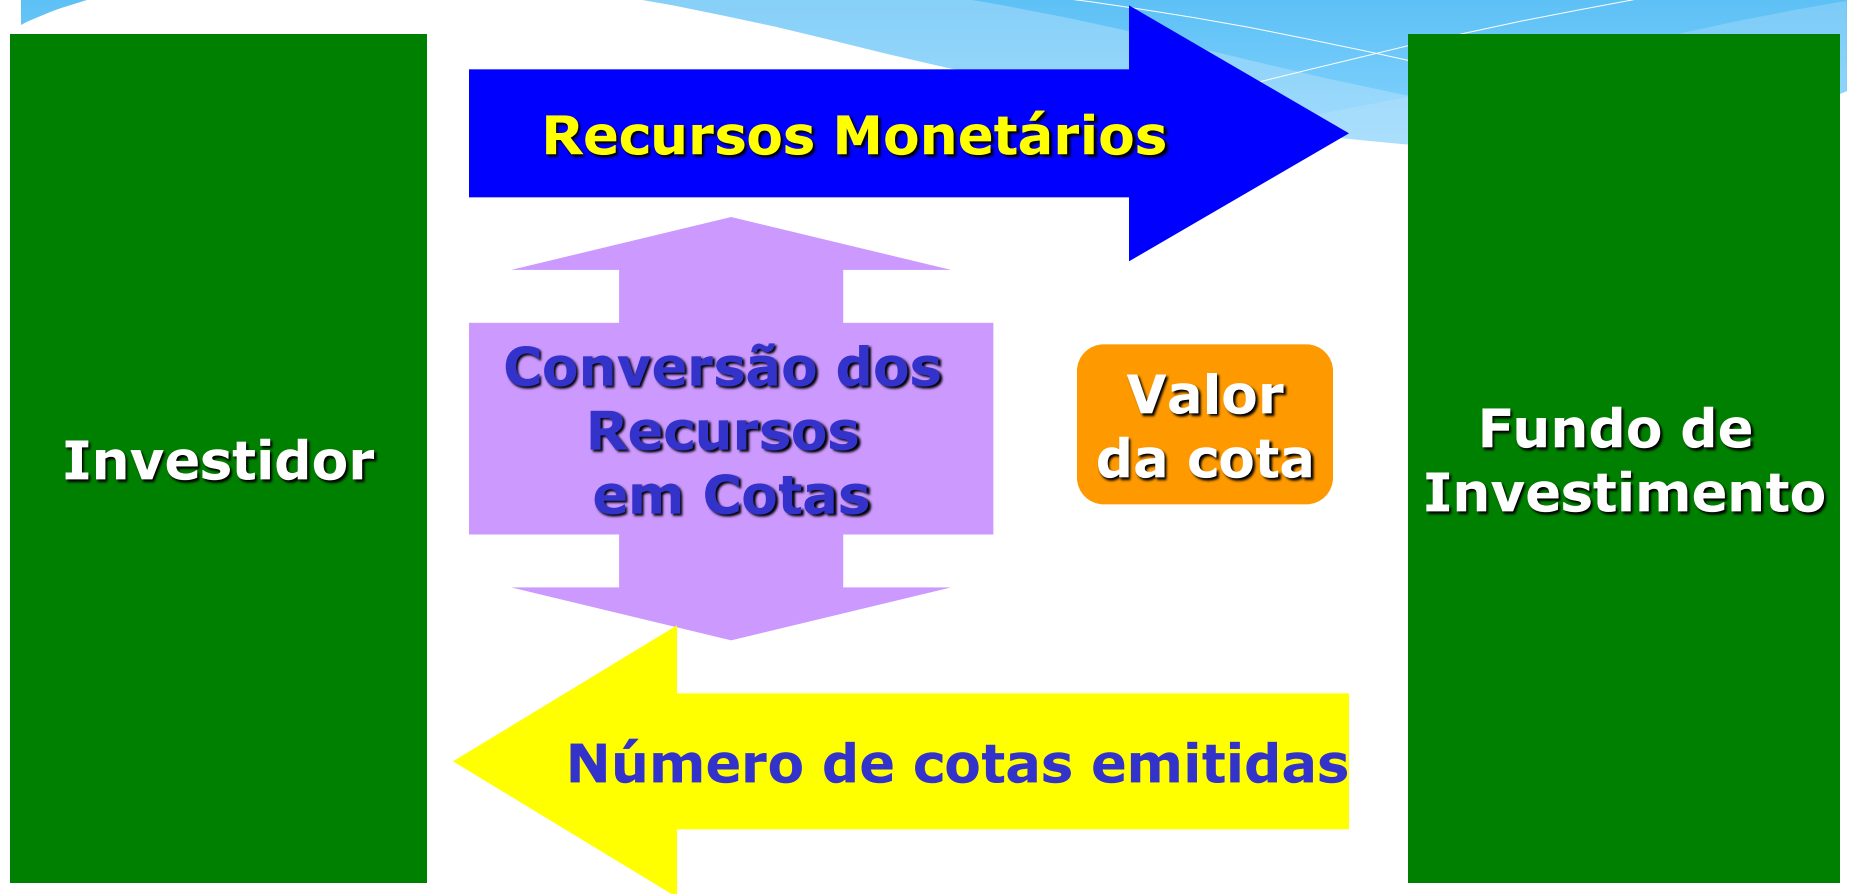 Recursos Monetários
Investidor
Conversão dos
Recursos
em Cotas
Valor
da cota
Fundo de
Investimento
Número de cotas emitidas